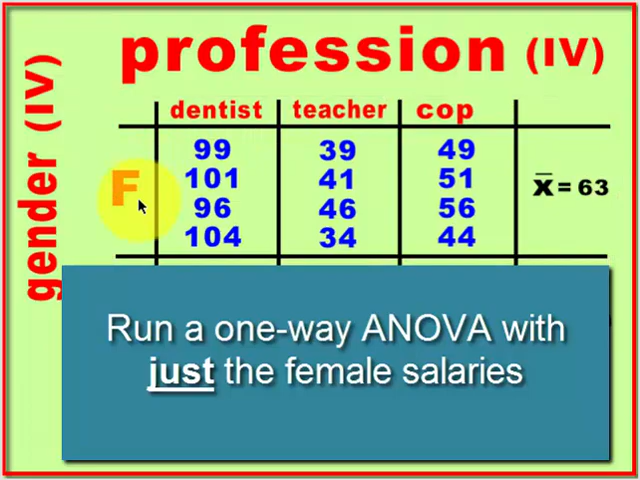 profession (IV)
gender (IV)
dentist teacher cop
F
99 39 49
101 41 51
96 46 56
104 34 44
x̄ = 63
Run a one-way ANOVA with
just the female salaries